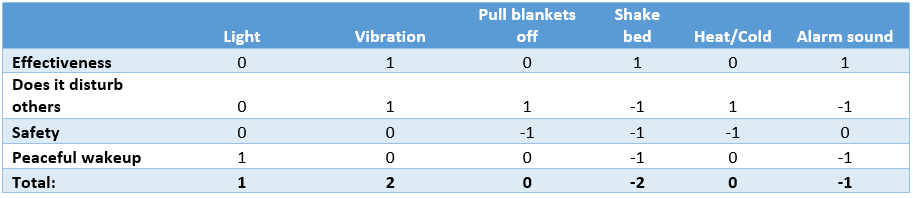 Light Vibration Pull blankets off Shake bed Heat/Cold Alarm sound
Effectiveness 0 1 0 1 0 1
Does it disturb others 0 1 1 -1 1 -1
Safety 0 0 -1 -1 -1 0
Peaceful wakeup 1 0 0 -1 0 -1
Total: 1 2 0 -2 0 -1